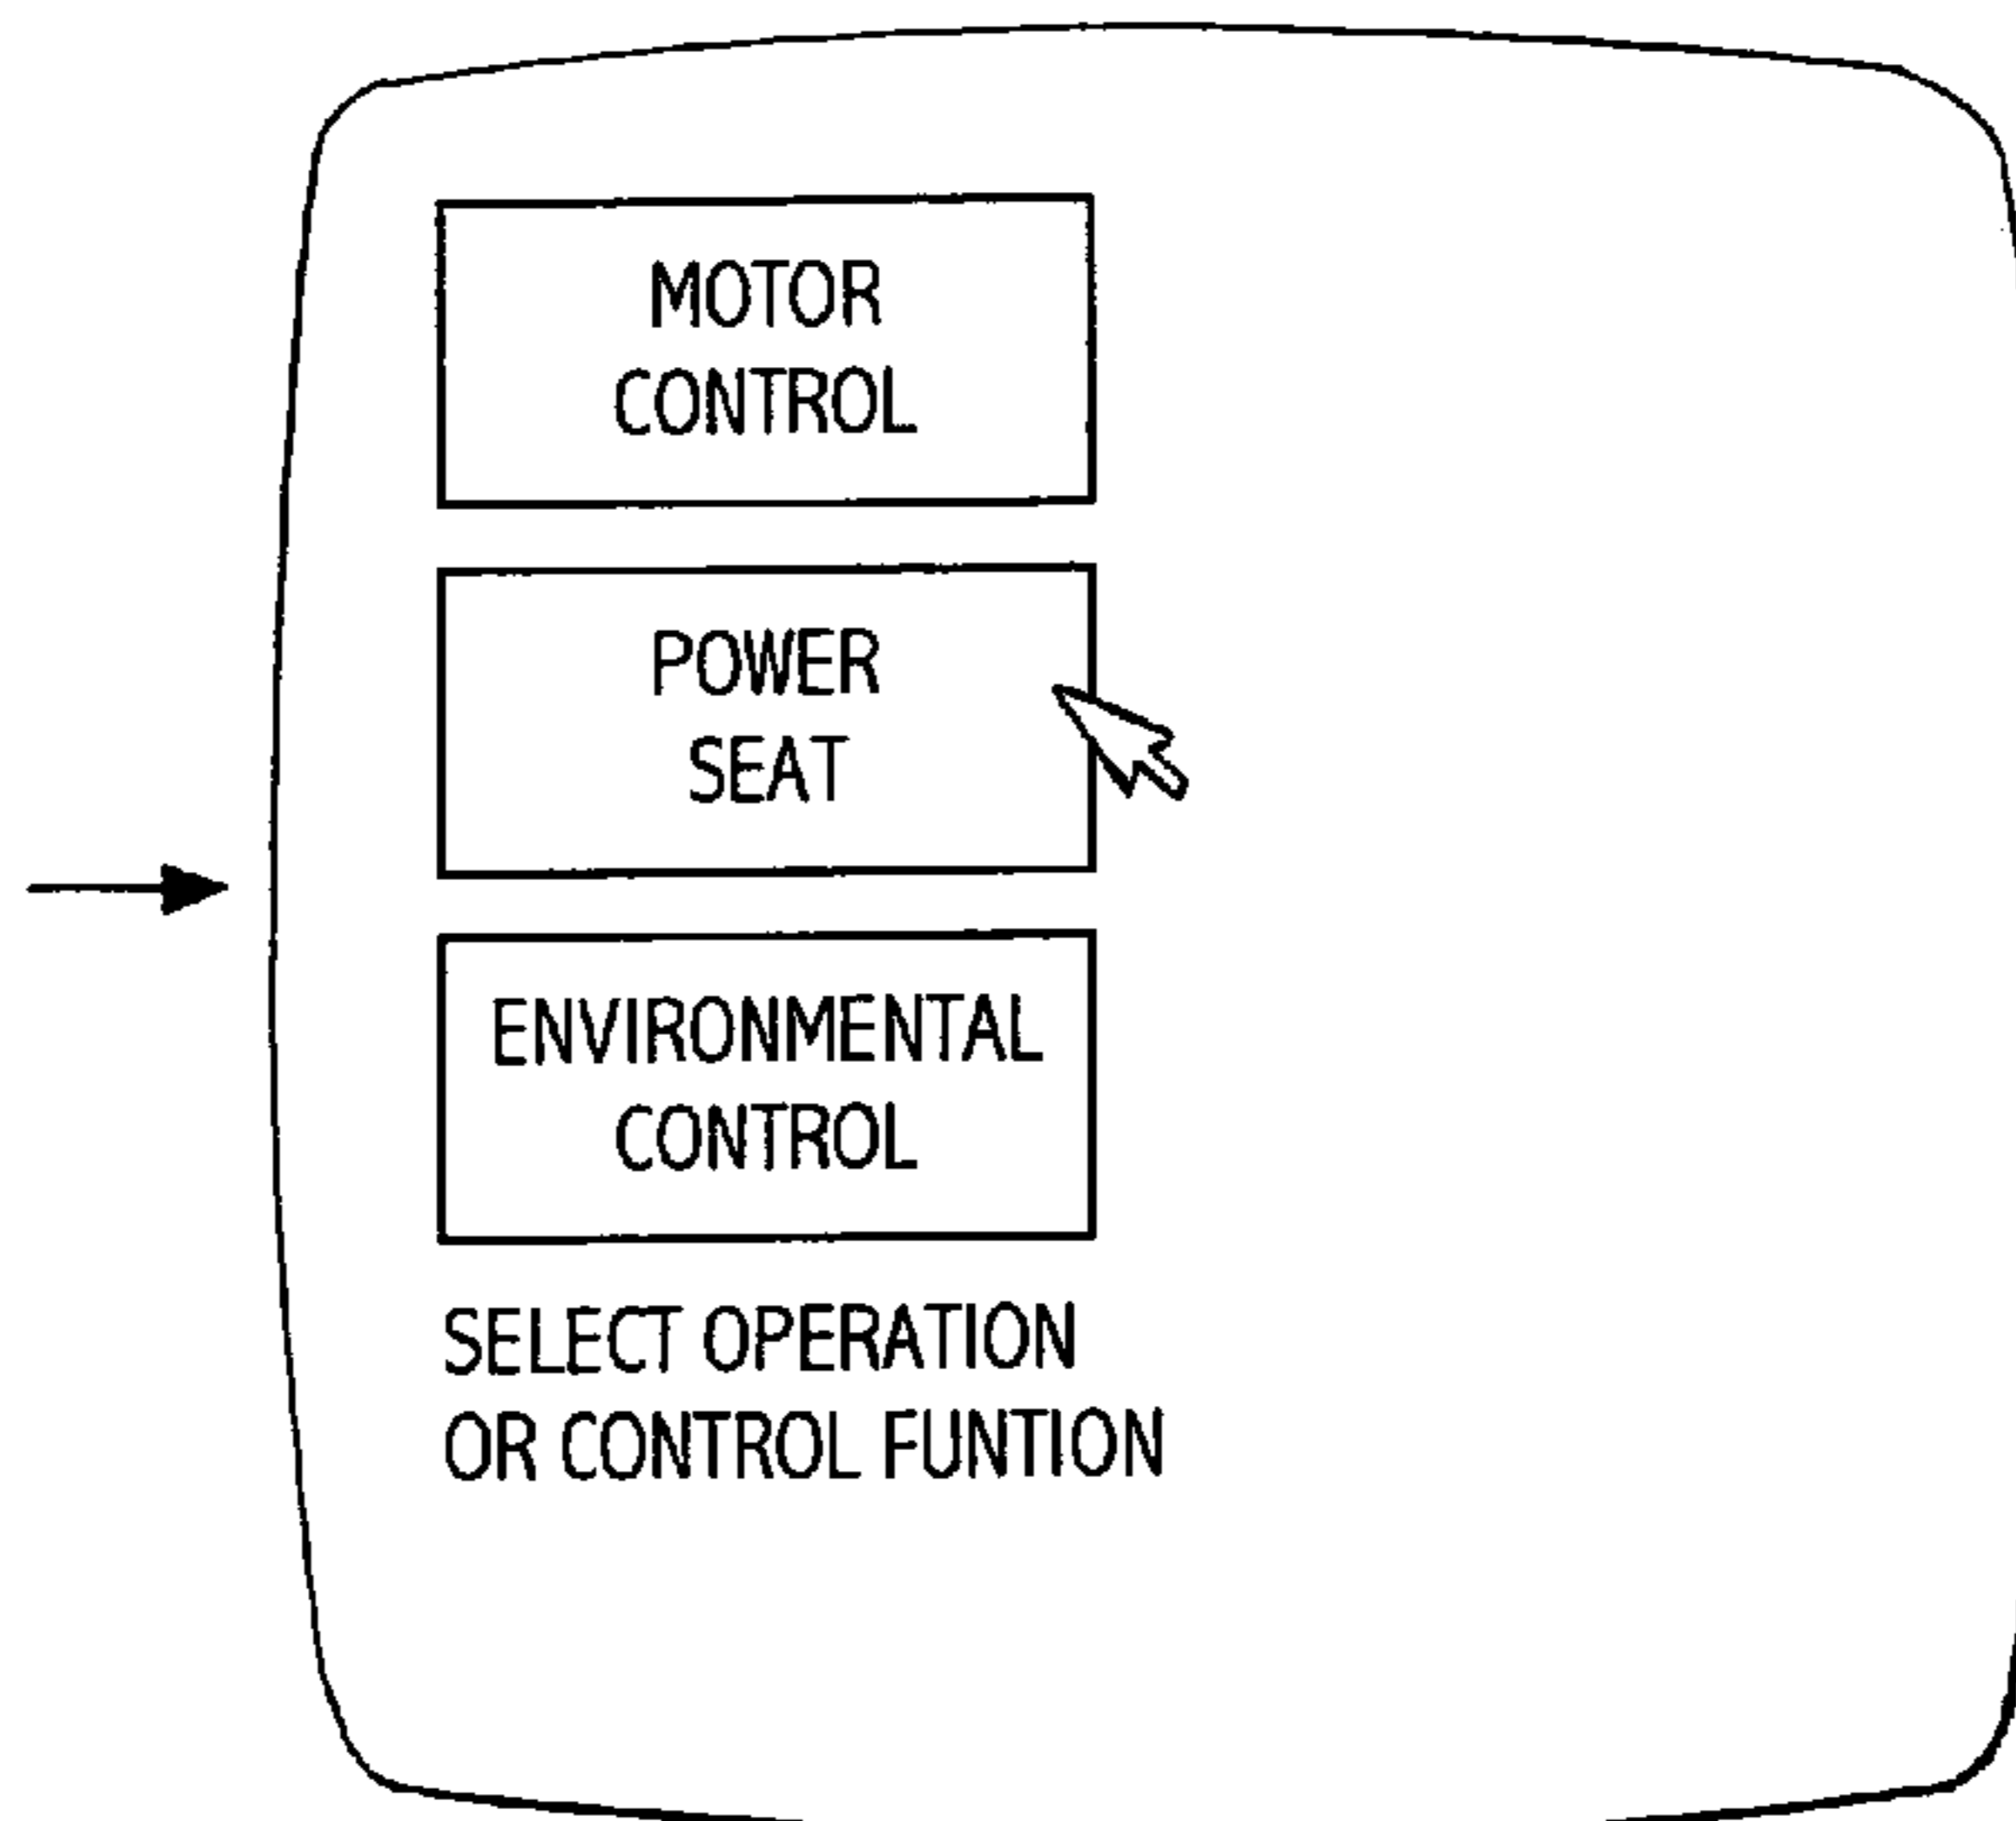 MOTOR
CONTROL
POWER
SEAT
ENVIRONMENTAL
CONTROL
SELECT OPERATION
OR CONTROL FUNTION